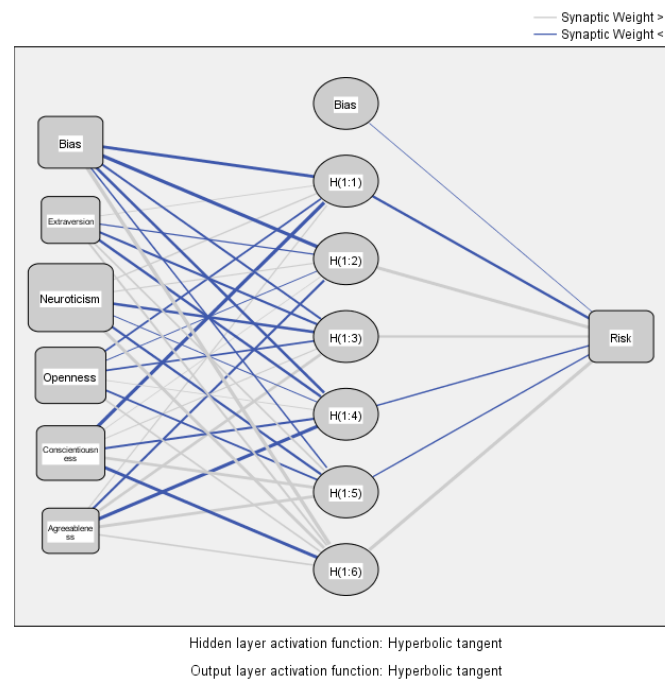 Synaptic Weight >
Synaptic Weight <
Bias
Extraversion
Neuroticism
Openness
Conscientiousn
ess
Agreeablene
ss
Bias
H(1:1)
H(1:2)
H(1:3)
H(1:4)
H(1:5)
H(1:6)
Risk
Hidden layer activation function: Hyperbolic tangent
Output layer activation function: Hyperbolic tangent